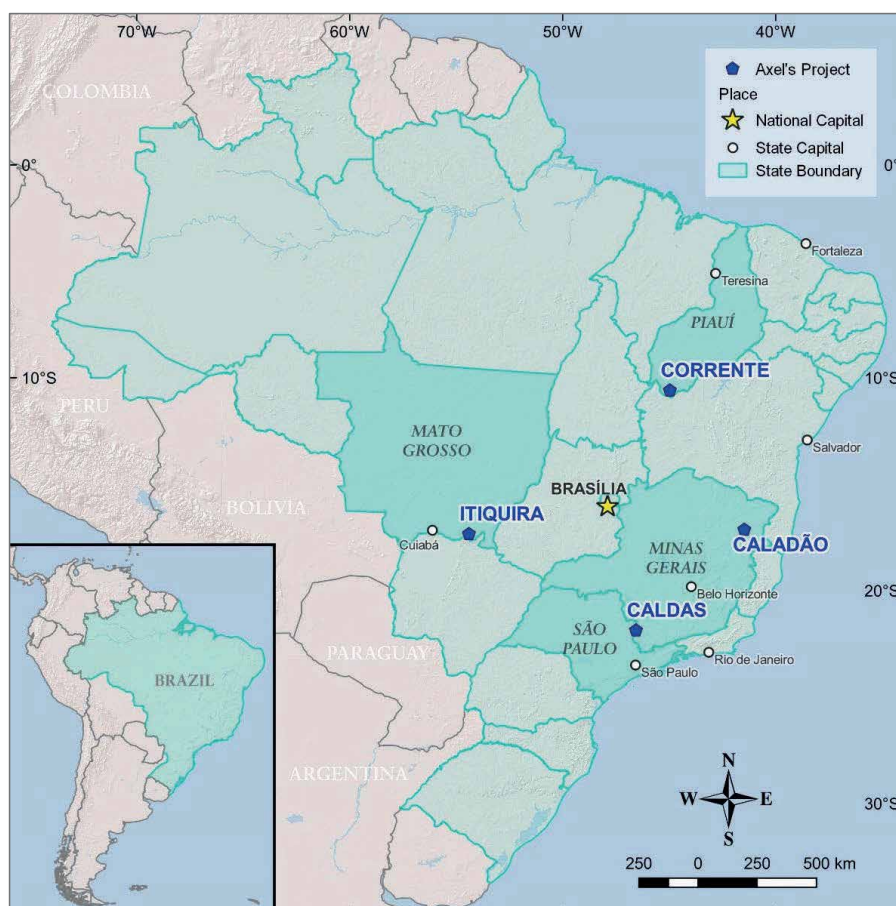 70°W 60°W 50°W 40°W
Axel's Project
Place
National Capital
State Capital
State Boundary
COLOMBIA
0° 0°
Fortaleza
Teresina
PIAUÍ
CORRENTE
10°S 10°S
PERU
MATO
GROSSO
Salvador
BRASÍLIA
BOLIVIA
ITIQUIRA
Cuiabá
CALADÃO
MINAS
GERAIS
Belo Horizonte
20°S
CALDAS
SÃO
PAULO
PARAGUAY
São Paulo
Rio de Janeiro
BRAZIL
ARGENTINA
N
W E
S
30°S
250 0 250 500 km